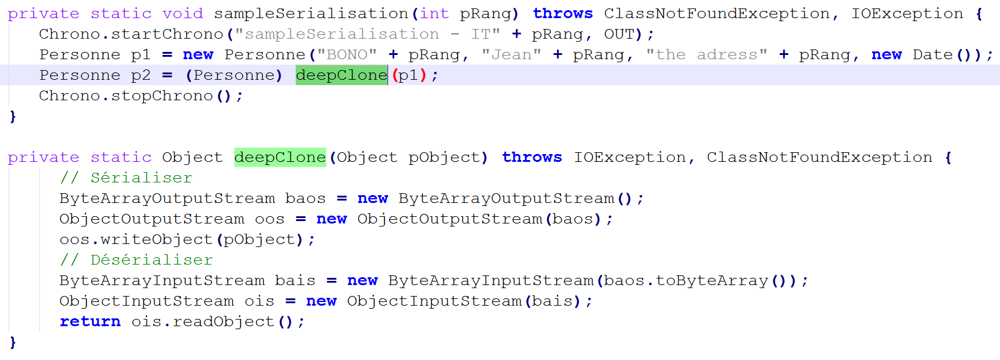 private static void sampleSerialisation(int pRang) throws ClassNotFoundException, IOException {
Chrono.startChrono("sampleSerialisation - IT" + pRang, OUT);
Personne p1 = new Personne("BONO" + pRang, "Jean" + pRang, "the adress" + pRang, new Date());
Personne p2 = (Personne) deepClone(p1);
Chrono.stopChrono();
}
private static Object deepClone(Object pObject) throws IOException, ClassNotFoundException {
// Sérialiser
ByteArrayOutputStream baos = new ByteArrayOutputStream();
ObjectOutputStream oos = new ObjectOutputStream(baos);
oos.writeObject(pObject);
// Désérialiser
ByteArrayInputStream bais = new ByteArrayInputStream(baos.toByteArray());
ObjectInputStream ois = new ObjectInputStream(bais);
return ois.readObject();
}